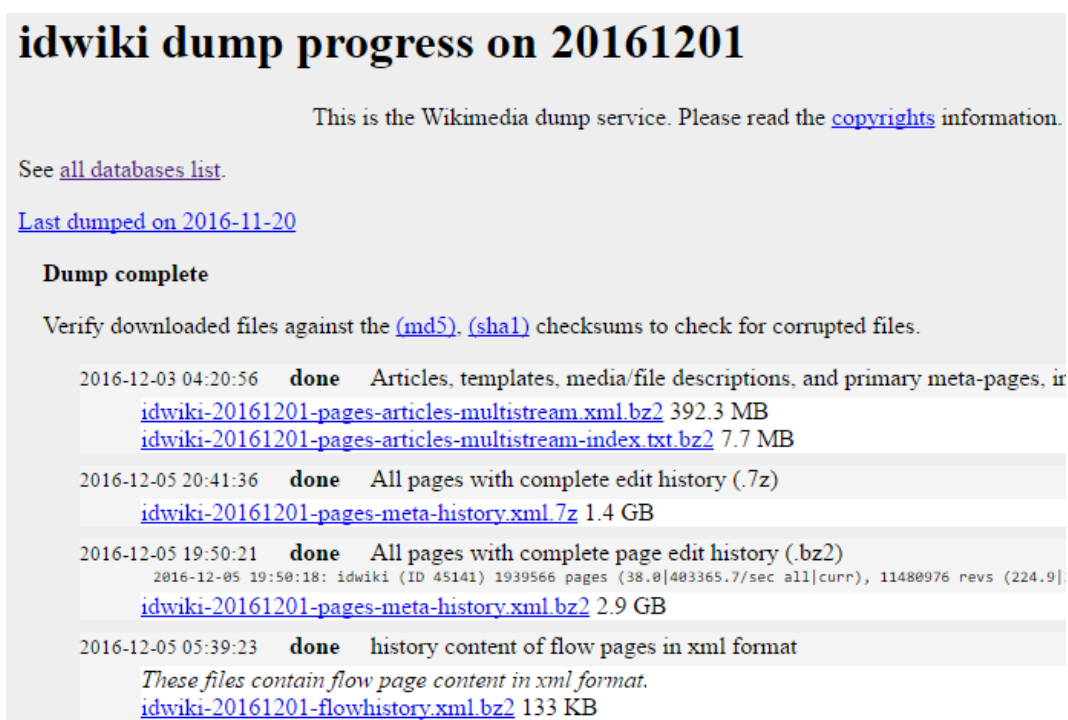 idwiki dump progress on 20161201
This is the Wikimedia dump service. Please read the copyrights information.
See all databases list.
Last dumped on 2016-11-20
Dump complete
Verify downloaded files against the (md5), (sha1) checksums to check for corrupted files.
2016-12-03 04:20:56 done Articles, templates, media/file descriptions, and primary meta-pages,
idwiki-20161201-pages-articles-multistream.xml.bz2 392.3 MB
idwiki-20161201-pages-articles-multistream-index.txt.bz2 7.7 MB
2016-12-05 20:41:36 done All pages with complete edit history (.7z)
idwiki-20161201-pages-meta-history.xml.7z 1.4 GB
2016-12-05 19:50:21 done All pages with complete page edit history (.bz2)
2016-12-05 19:50:18: idwiki (ID 45141) 1939566 pages (38.0|403365.7/sec all|curr), 11480976 revs (224.9|
idwiki-20161201-pages-meta-history.xml.bz2 2.9 GB
2016-12-05 05:39:23 done history content of flow pages in xml format
These files contain flow page content in xml format.
idwiki-20161201-flowhistory.xml.bz2 133 KB